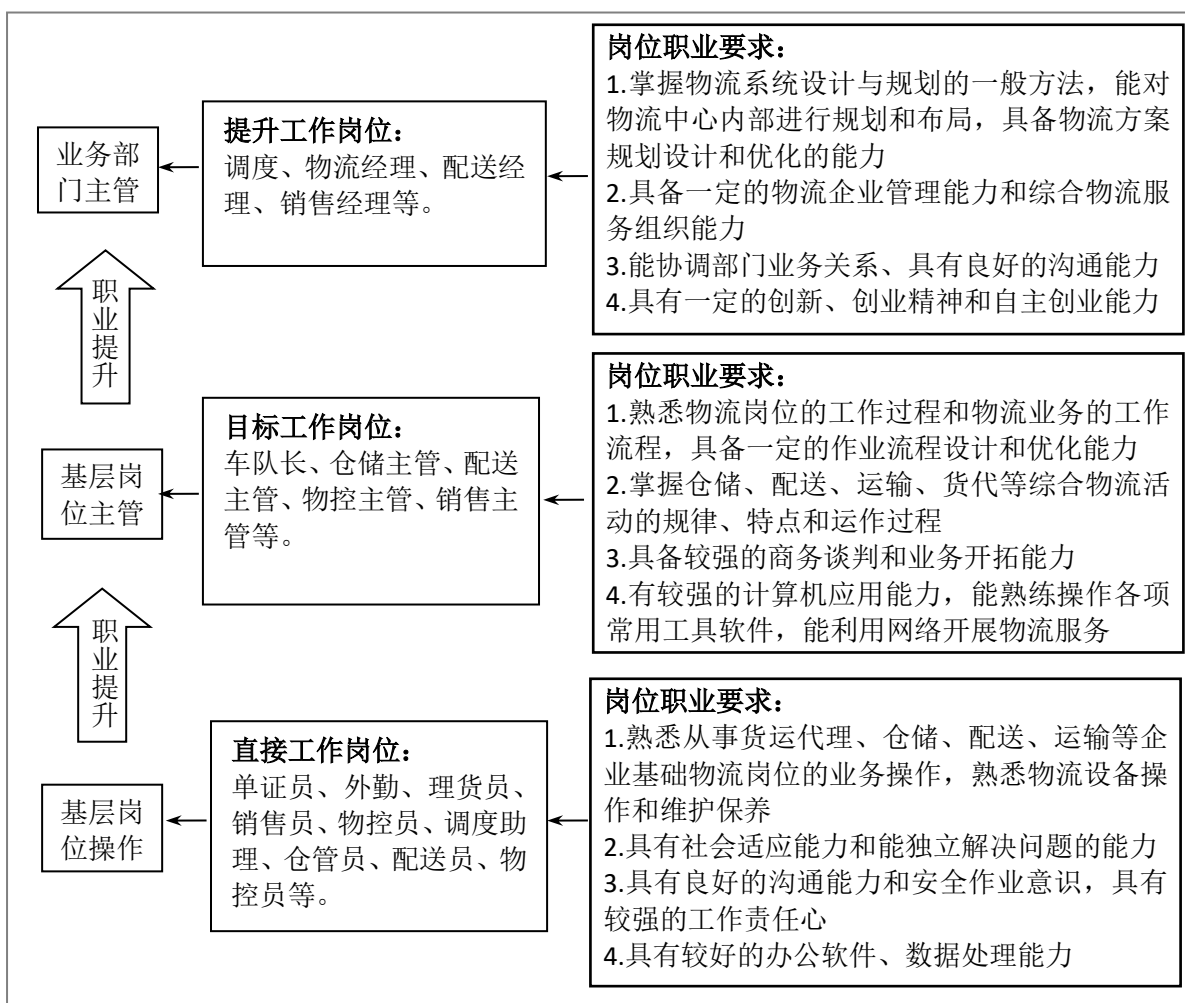 岗位职业要求：
1.掌握物流系统设计与规划的一般方法，能对
物流中心内部进行规划和布局，具备物流方案
规划设计和优化的能力
2.具备一定的物流企业管理能力和综合物流服
务组织能力
3.能协调部门业务关系、具有良好的沟通能力
4.具有一定的创新、创业精神和自主创业能力
提升工作岗位：
调度、物流经理、配送经
理、销售经理等。
业务部
门主管
职
业
提
升
岗位职业要求：
1.熟悉物流岗位的工作过程和物流业务的工作
流程，具备一定的作业流程设计和优化能力
2.掌握仓储、配送、运输、货代等综合物流活
动的规律、特点和运作过程
3.具备较强的商务谈判和业务开拓能力
4.有较强的计算机应用能力，能熟练操作各项
常用工具软件，能利用网络开展物流服务
目标工作岗位：
车队长、仓储主管、配送
主管、物控主管、销售主
管等。
基层岗
位主管
职
业
提
升
岗位职业要求：
1.熟悉从事货运代理、仓储、配送、运输等企
业基础物流岗位的业务操作，熟悉物流设备操
作和维护保养
2.具有社会适应能力和能独立解决问题的能力
3.具有良好的沟通能力和安全作业意识，具有
较强的工作责任心
4.具有较好的办公软件、数据处理能力
直接工作岗位：
单证员、外勤、理货员、
销售员、物控员、调度助
理、仓管员、配送员、物
控员等。
基层岗
位操作